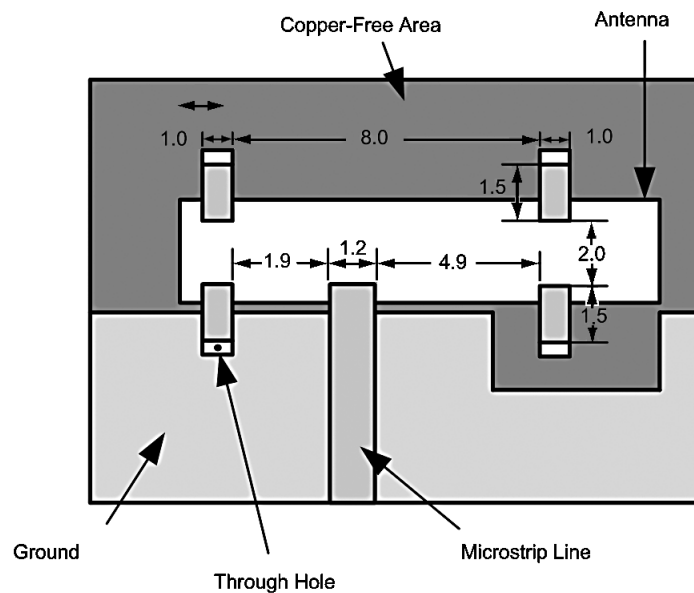 Copper-Free Area
Antenna
1.0
8.0
1.0
1.5
1.9
1.2
4.9
2.0
1.5
Ground
Through Hole
Microstrip Line